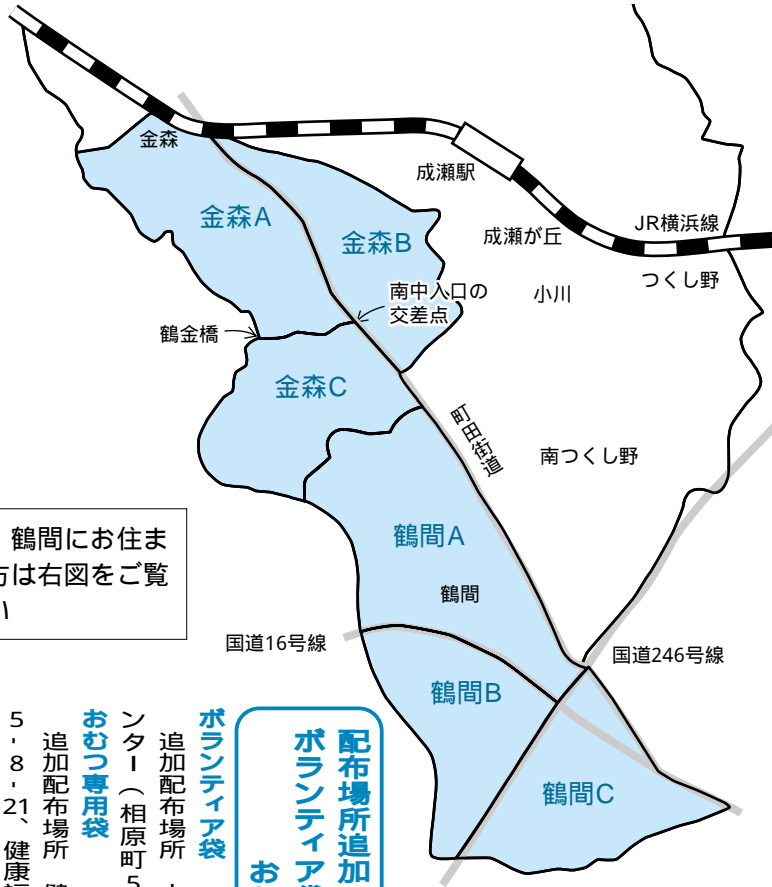 金森
成瀬駅
金森A
金森B
成瀬が丘
JR横浜線
つくし野
小川
南中入口の
交差点
鶴金橋
金森C
町田街道
南つくし野
鶴間A
鶴間
鶴間にお住ま
方は右図をご覧
い
国道16号線
国道246号線
鶴間B
鶴間C
配布場所追加
ボランティア袋
お
ボランティア袋
追加配布場所
ンター(相原町5
おむつ専用袋
追加配布場所
5-8-21、健康